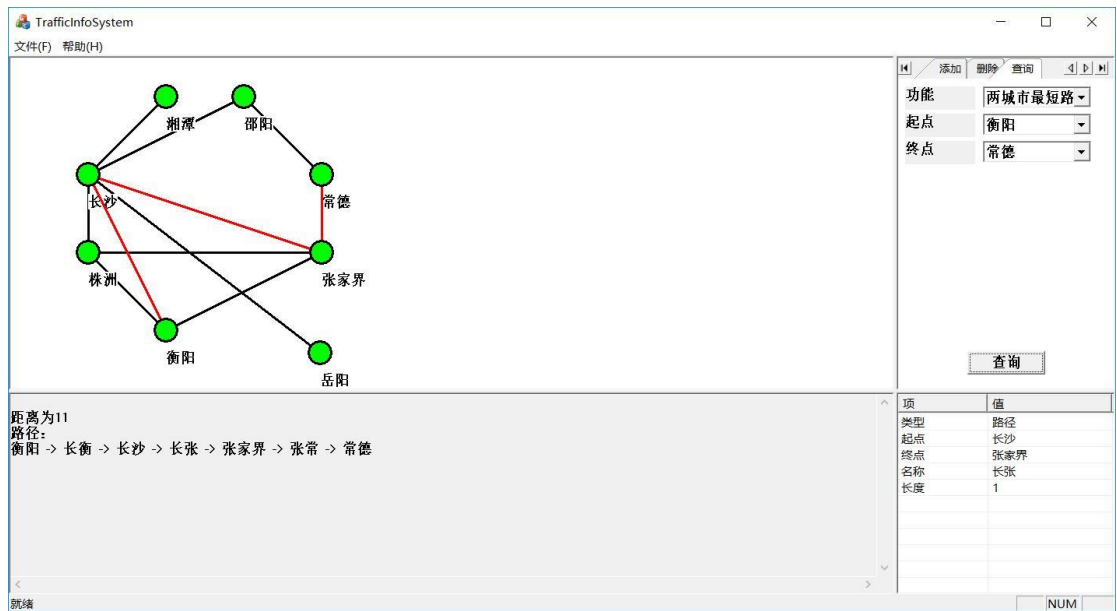 TrafficInfoSystem
文件(F) 帮助(H)
添加 删除 查询
功能 两城市最短路
起点 衡阳
终点 常德
湘潭 邵阳
长沙 常德
株洲 张家界
衡阳
岳阳
查询
距离为11
路径:
衡阳 -> 长衡 -> 长沙 -> 长张 -> 张家界 -> 张常 -> 常德
项 值
类型 路径
起点 长沙
终点 张家界
名称 长张
长度 1
就绪 NUM